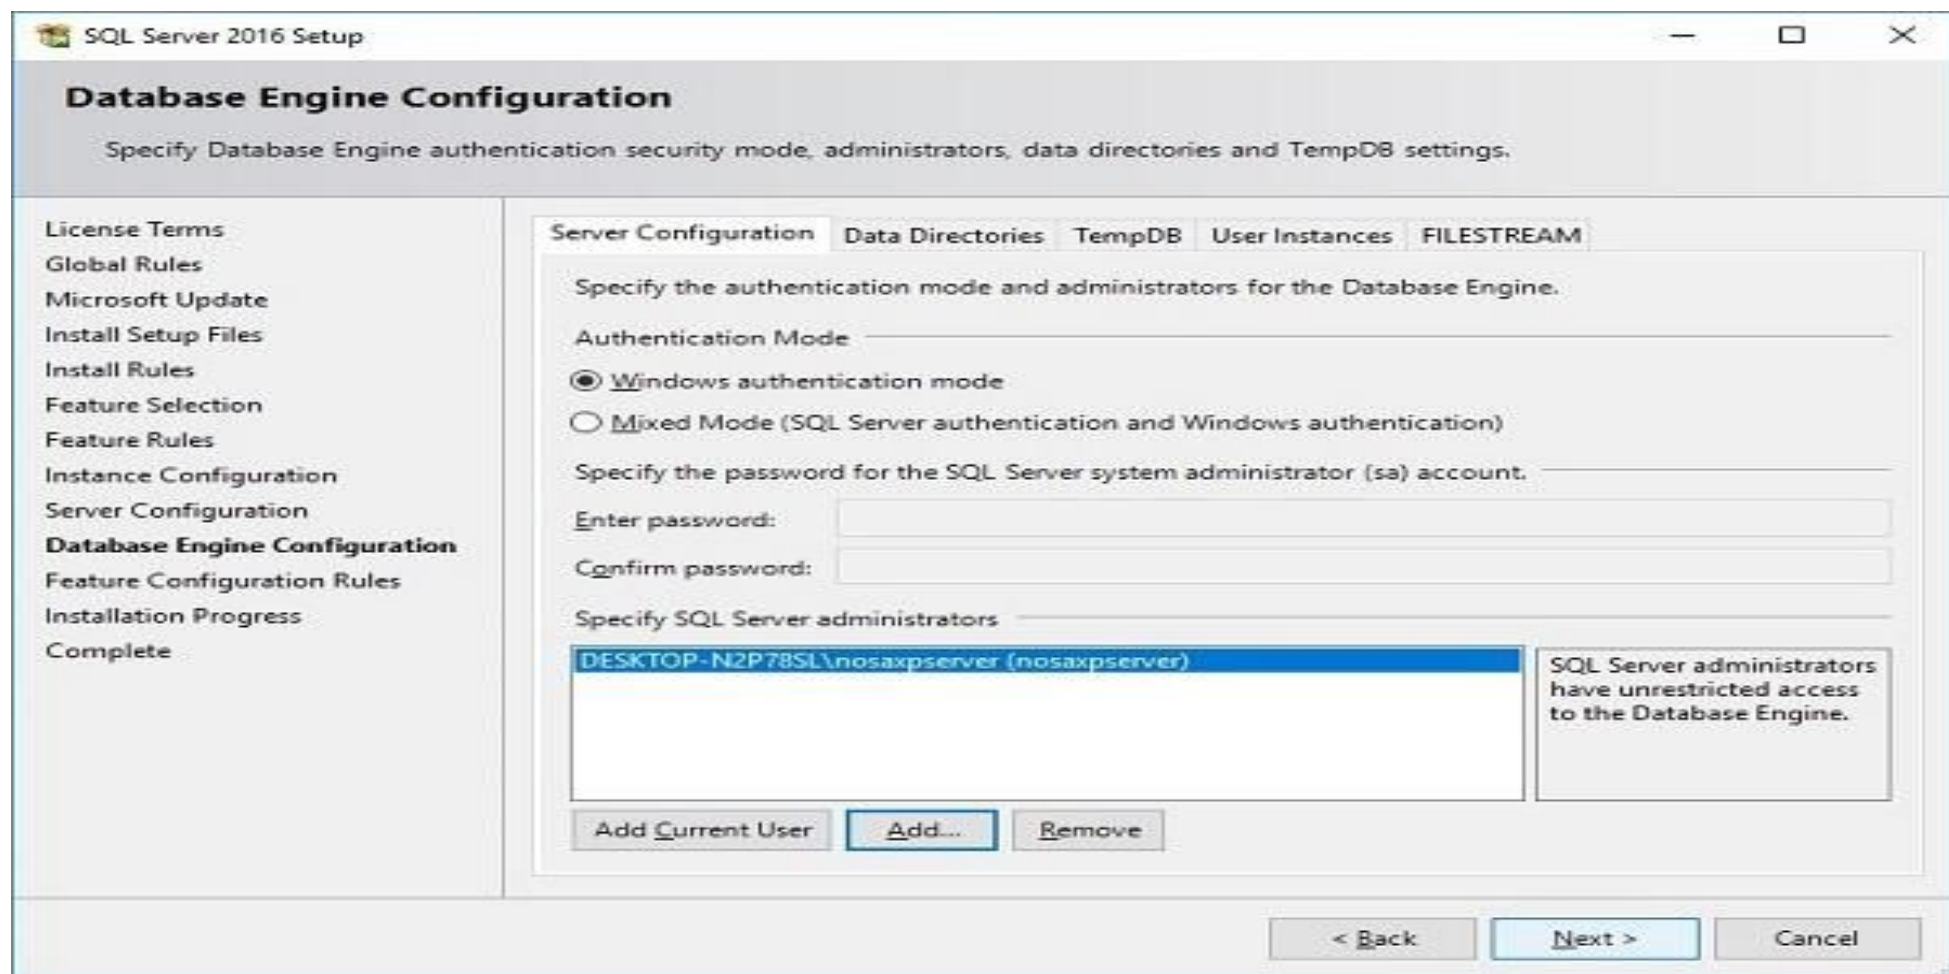 SQL Server 2016 Setup
Database Engine Configuration
Specify Database Engine authentication security mode, administrators, data directories and TempDB settings.
License Terms
Global Rules
Microsoft Update
Install Setup Files
Install Rules
Feature Selection
Feature Rules
Instance Configuration
Server Configuration
Database Engine Configuration
Feature Configuration Rules
Installation Progress
Complete
Server Configuration Data Directories TempDB User Instances FILESTREAM
Specify the authentication mode and administrators for the Database Engine.
Authentication Mode
Windows authentication mode
Mixed Mode (SQL Server authentication and Windows authentication)
Specify the password for the SQL Server system administrator (sa) account.
Enter password:
Confirm password:
Specify SQL Server administrators
DESKTOP-N2P78SL\nosaxpserver (nosaxpserver)
SQL Server administrators
have unrestricted access
to the Database Engine.
Add Current User Add... Remove
< Back Next > Cancel